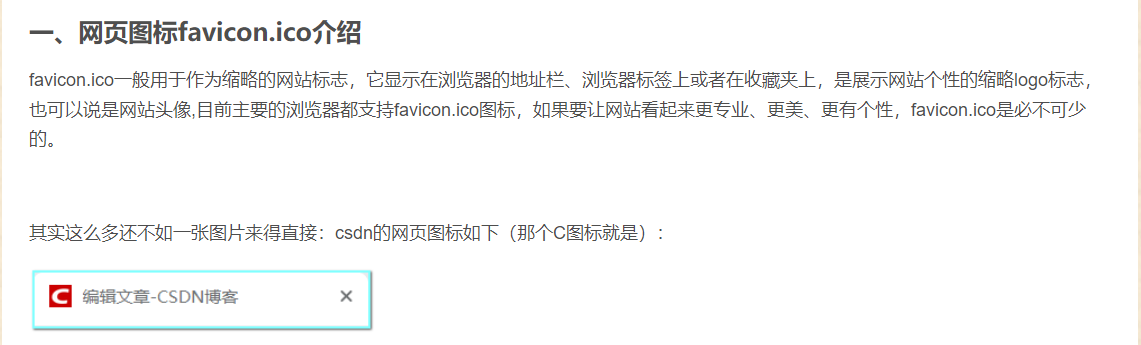 一、网页图标favicon.ico介绍
favicon.ico一般用于作为缩略的网站标志，它显示在浏览器的地址栏、浏览器标签上或者在收藏夹上，是展示网站个性的缩略logo标志，
也可以说是网站头像,目前主要的浏览器都支持favicon.ico图标，如果要让网站看起来更专业、更美、更有个性，favicon.ico是必不可少
的。
其实这么多还不如一张图片来得直接：csdn的网页图标如下（那个C图标就是）：
C 编辑文章-CSDN博客 ×